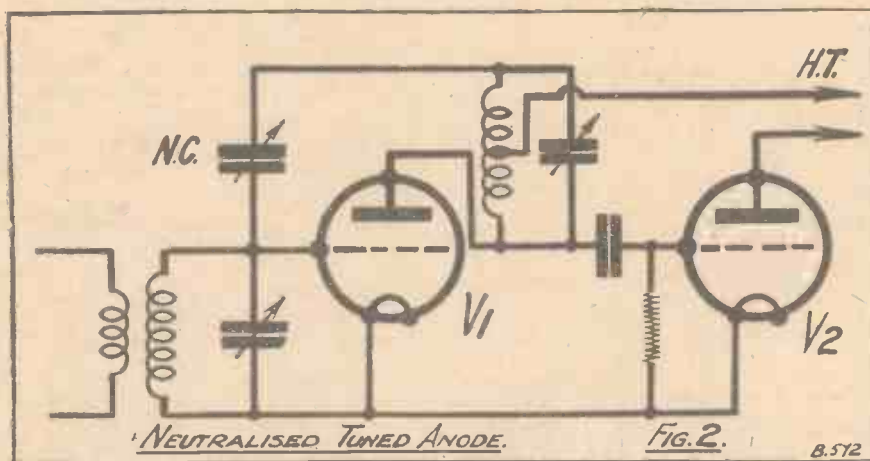 H.T.
N.C.
V1
V2
NEUTRALISED TUNED ANODE.
FIG. 2.
B.572